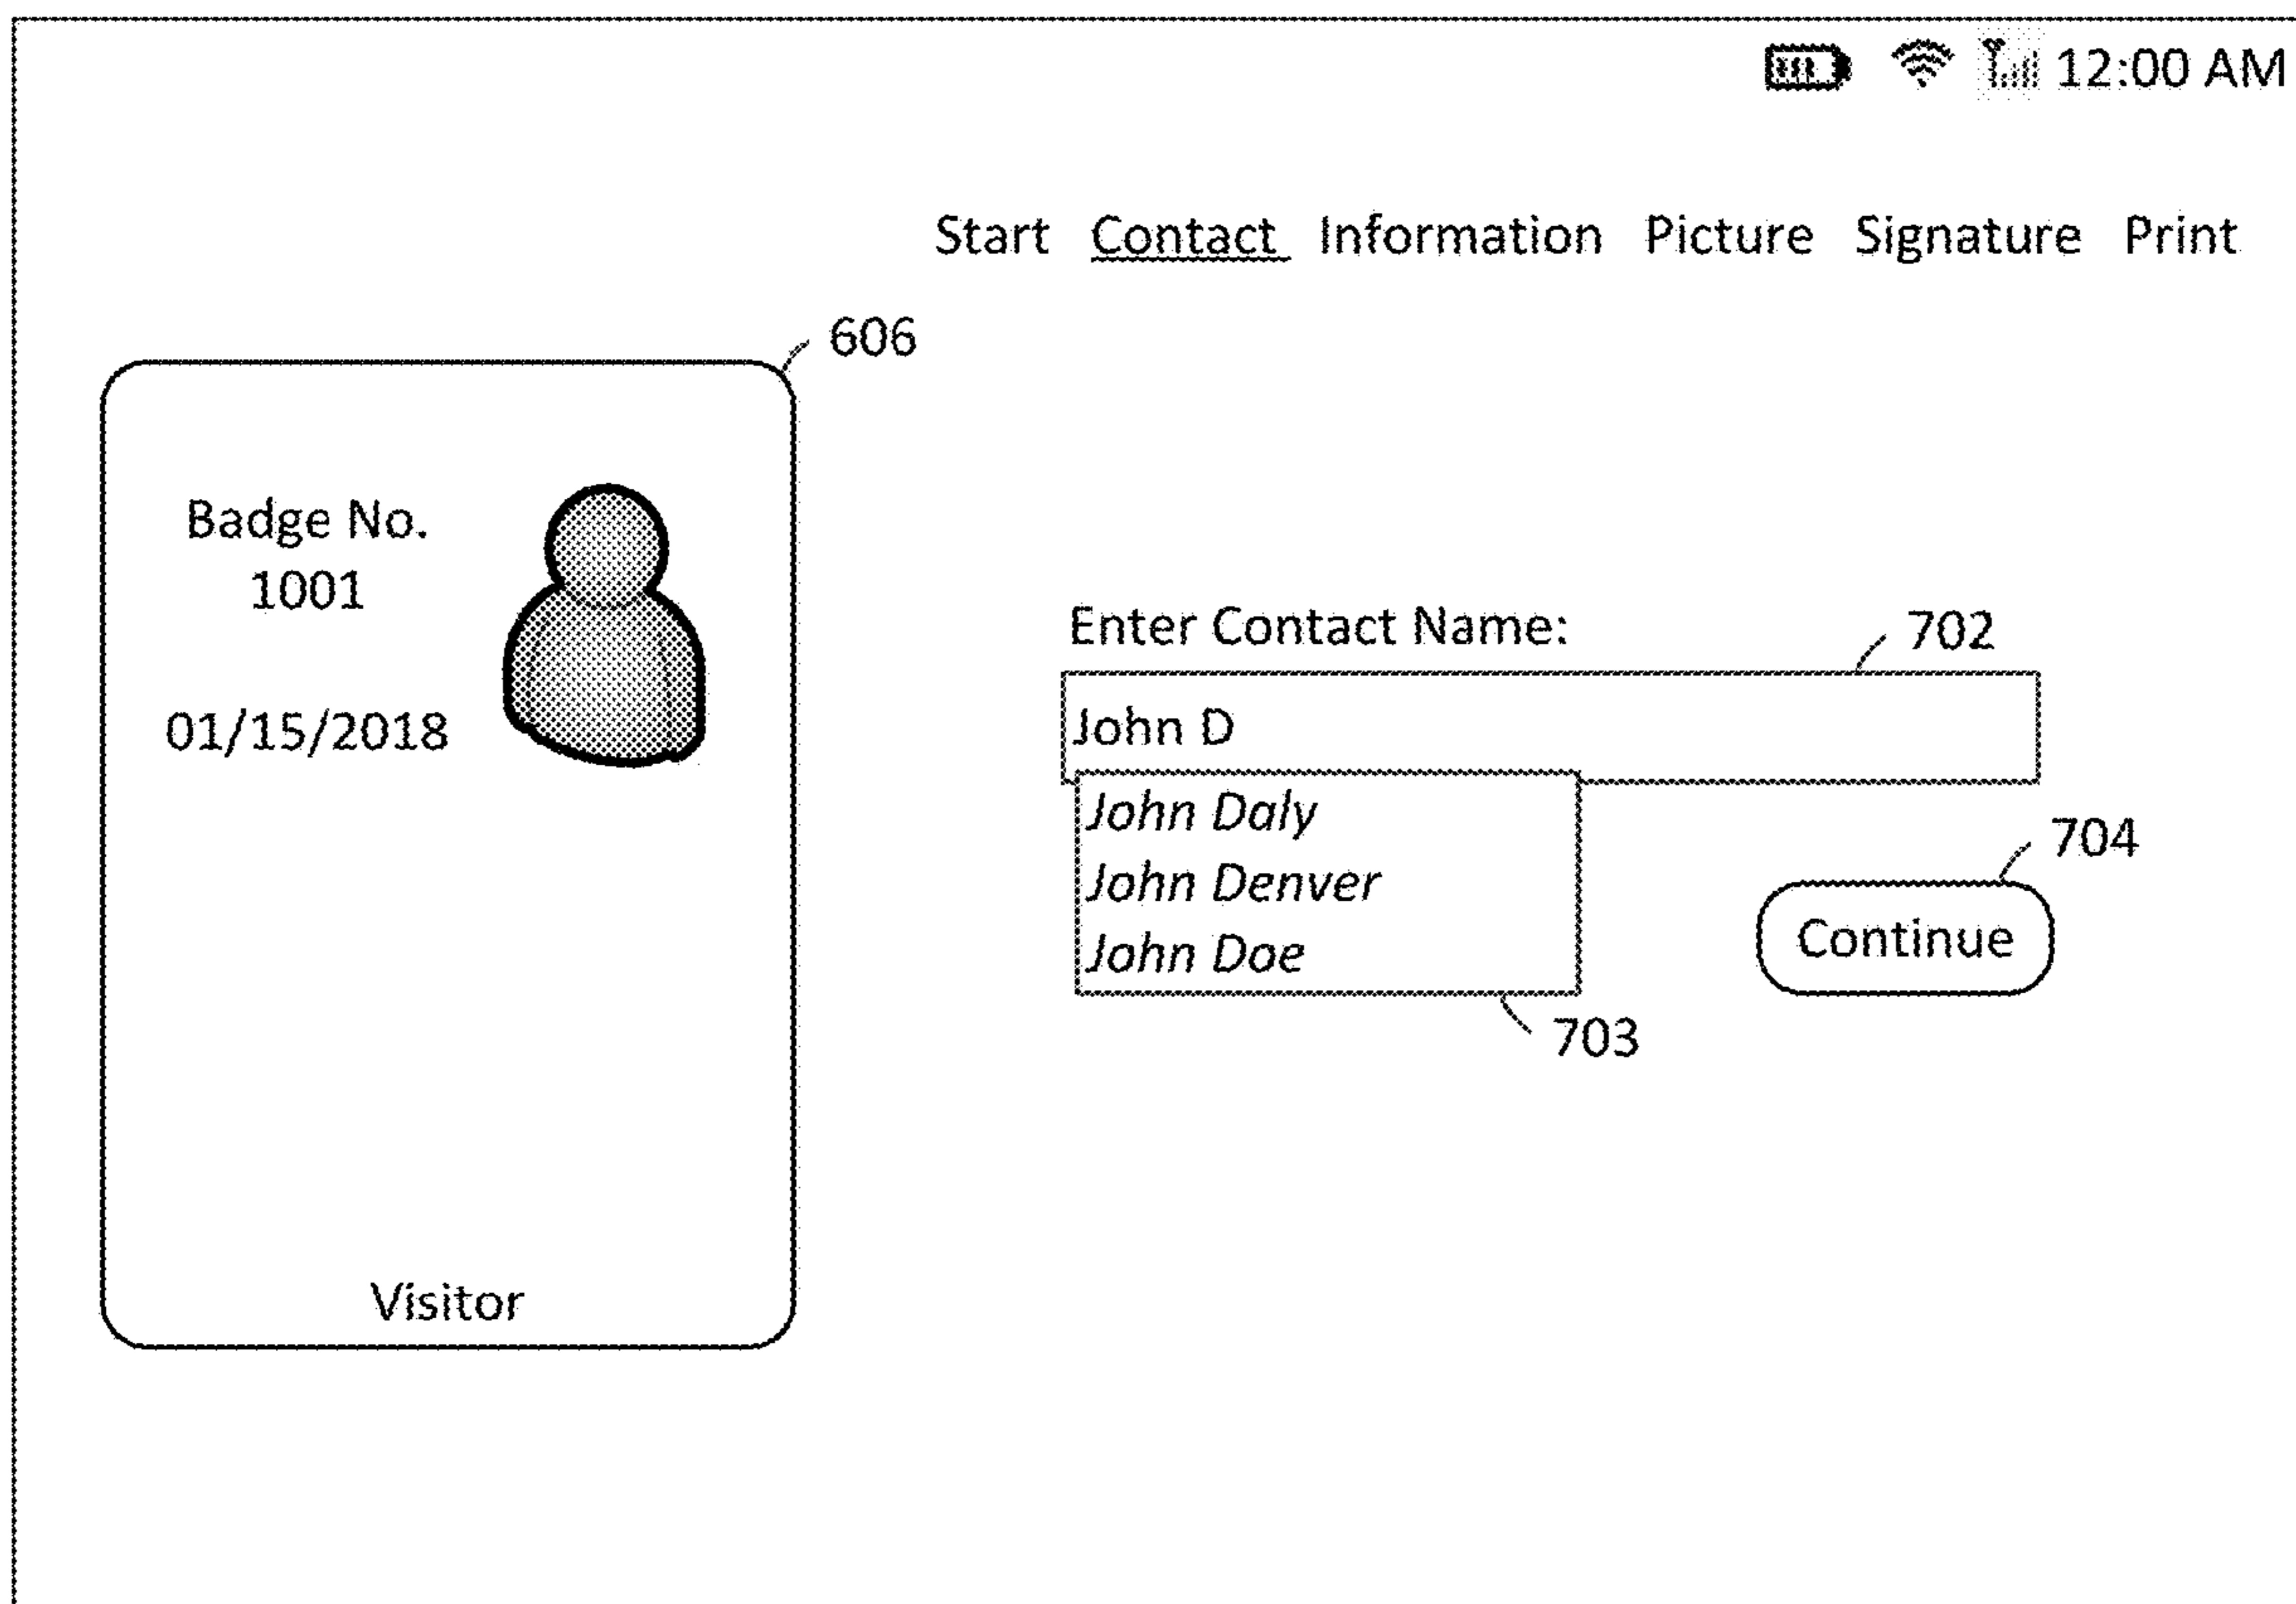 12:00 AM
Start Contact Information Picture Signature Print
606
Badge No.
1001
01/15/2018
Visitor
Enter Contact Name:
702
John D
John Daly
John Denver
John Doe
703
704
Continue